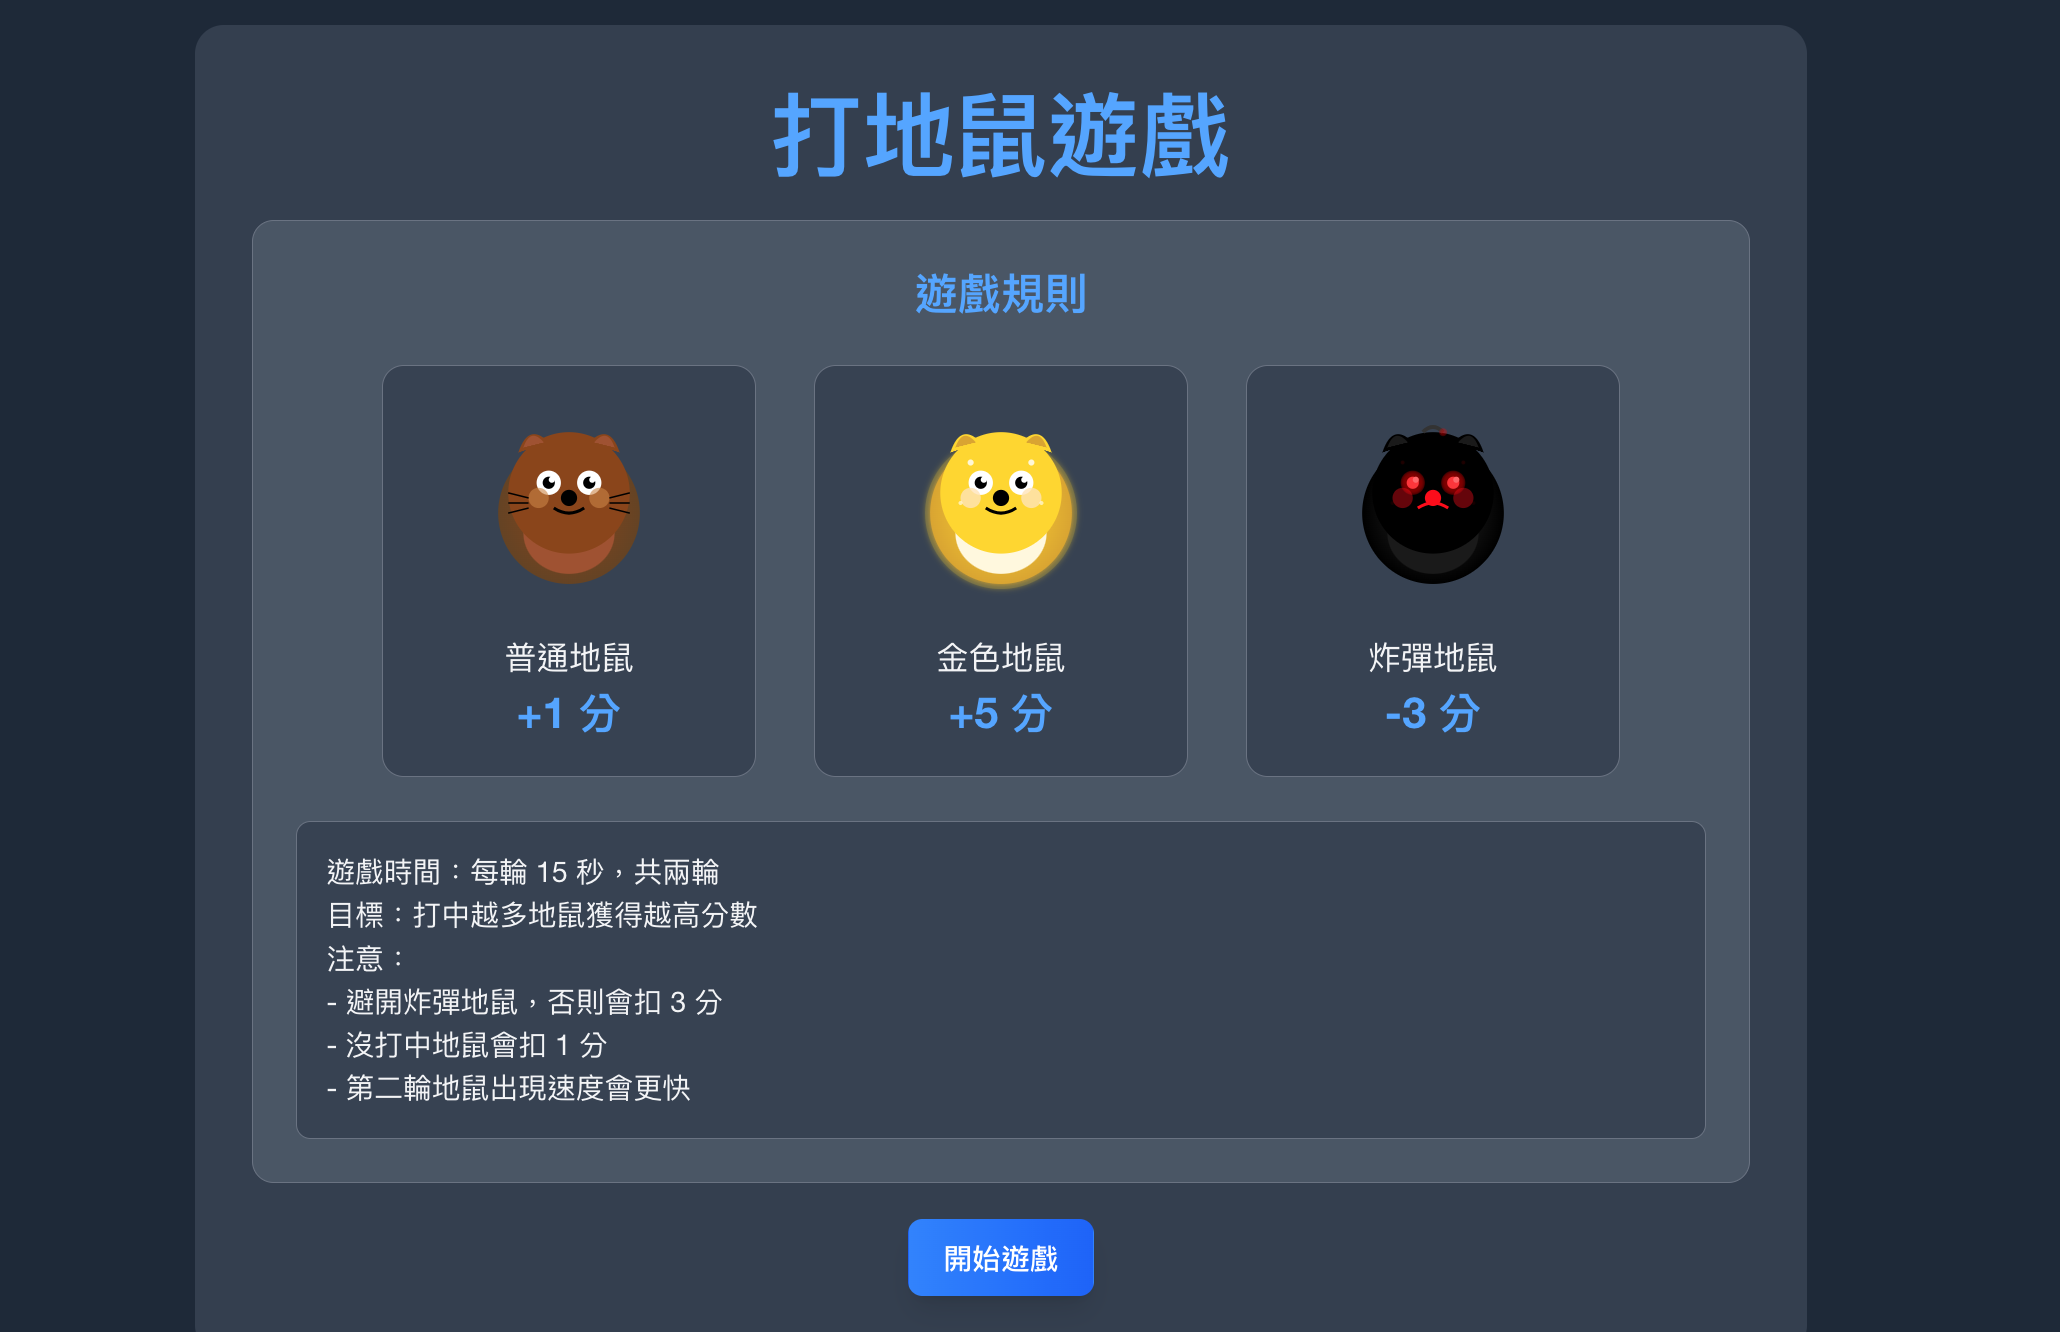 打地鼠遊戲
遊戲規則
普通地鼠
+1 分
金色地鼠
+5 分
炸彈地鼠
-3 分
遊戲時間：每輪 15 秒，共兩輪
目標：打中越多地鼠獲得越高分數
注意：
- 避開炸彈地鼠，否則會扣 3 分
- 沒打中地鼠會扣 1 分
- 第二輪地鼠出現速度會更快
開始遊戲